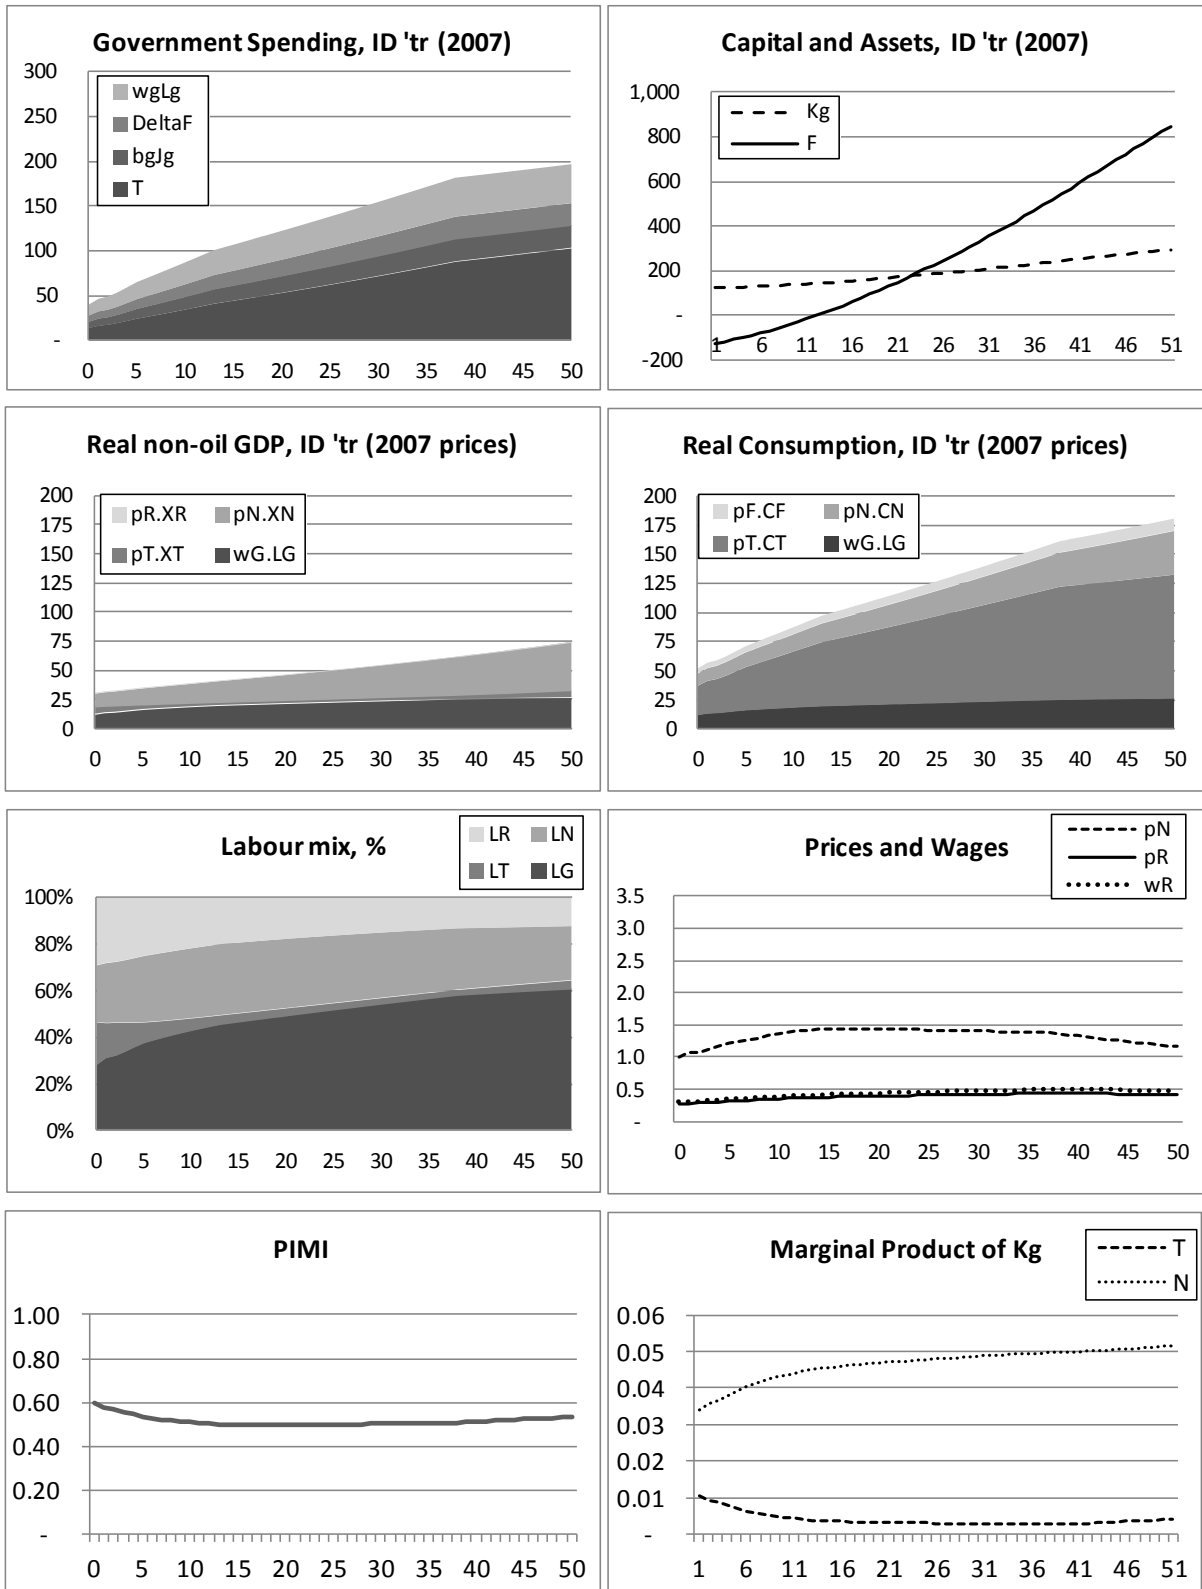 Government Spending, ID 'tr (2007)
300
250
200
150
100
50
-
wgLg
DeltaF
bgJg
T
0 5 10 15 20 25 30 35 40 45 50
Capital and Assets, ID 'tr (2007)
1,000
800
600
400
200
-
-200
Kg
F
1 6 11 16 21 26 31 36 41 46 51
Real non-oil GDP, ID 'tr (2007 prices)
200
175
150
125
100
75
50
25
0
pR.XR pN.XN
pT.XT wG.LG
0 5 10 15 20 25 30 35 40 45 50
Real Consumption, ID 'tr (2007 prices)
200
175
150
125
100
75
50
25
0
pF.CF pN.CN
pT.CT wG.LG
0 5 10 15 20 25 30 35 40 45 50
Labour mix, %
LR LN
LT LG
100%
80%
60%
40%
20%
0%
0 5 10 15 20 25 30 35 40 45 50
Prices and Wages
pN
pR
wR
3.5
3.0
2.5
2.0
1.5
1.0
0.5
-
0 5 10 15 20 25 30 35 40 45 50
PIMI
1.00
0.80
0.60
0.40
0.20
-
0 5 10 15 20 25 30 35 40 45 50
Marginal Product of Kg
T
N
0.06
0.05
0.04
0.03
0.02
0.01
-
1 6 11 16 21 26 31 36 41 46 51